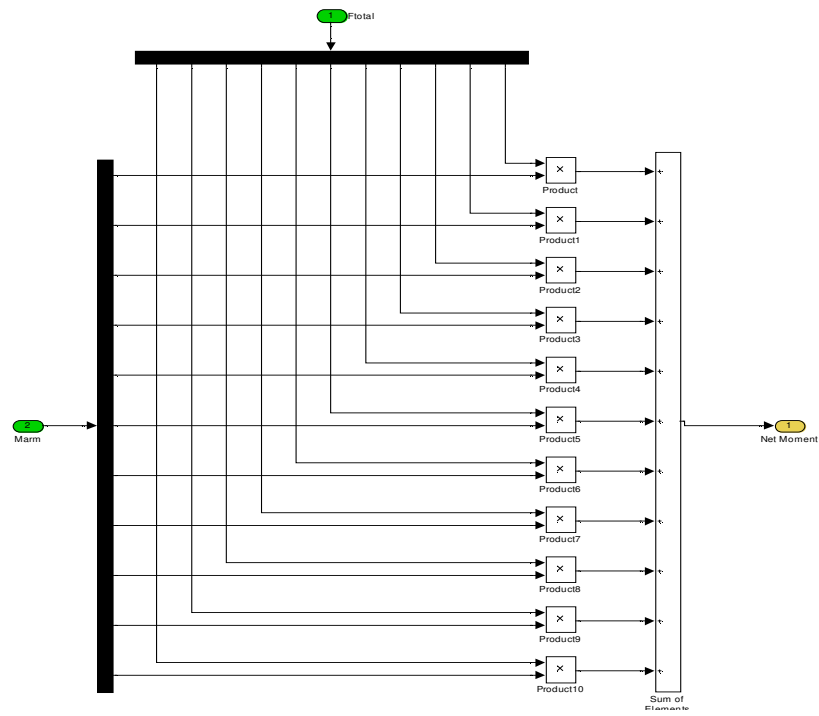 1
Ftotal
×
Product
×
Product1
×
Product2
×
Product3
×
Product4
2
Marm
×
Product5
1
Net Moment
×
Product6
×
Product7
×
Product8
×
Product9
×
Product10
Sum of
Elements